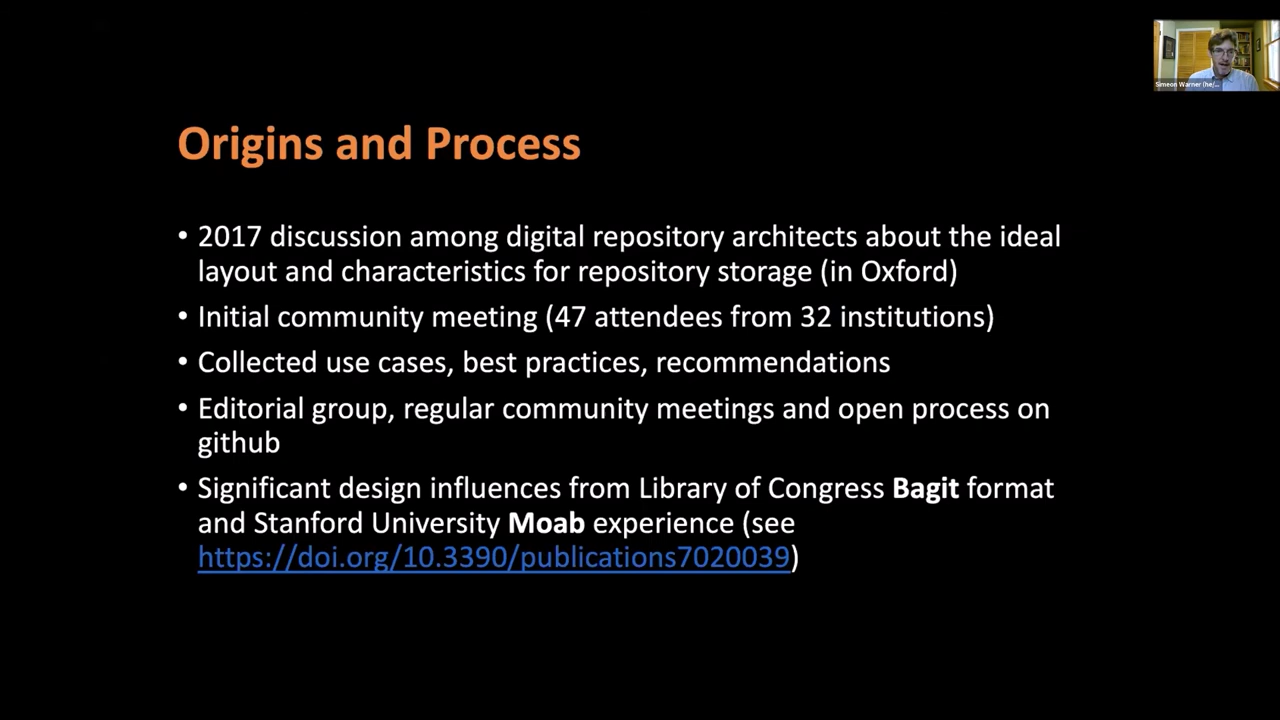 Simeon Warner (he/...
Origins and Process
• 2017 discussion among digital repository architects about the ideal
layout and characteristics for repository storage (in Oxford)
• Initial community meeting (47 attendees from 32 institutions)
• Collected use cases, best practices, recommendations
• Editorial group, regular community meetings and open process on
github
• Significant design influences from Library of Congress Bagit format
and Stanford University Moab experience (see
https://doi.org/10.3390/publications7020039)